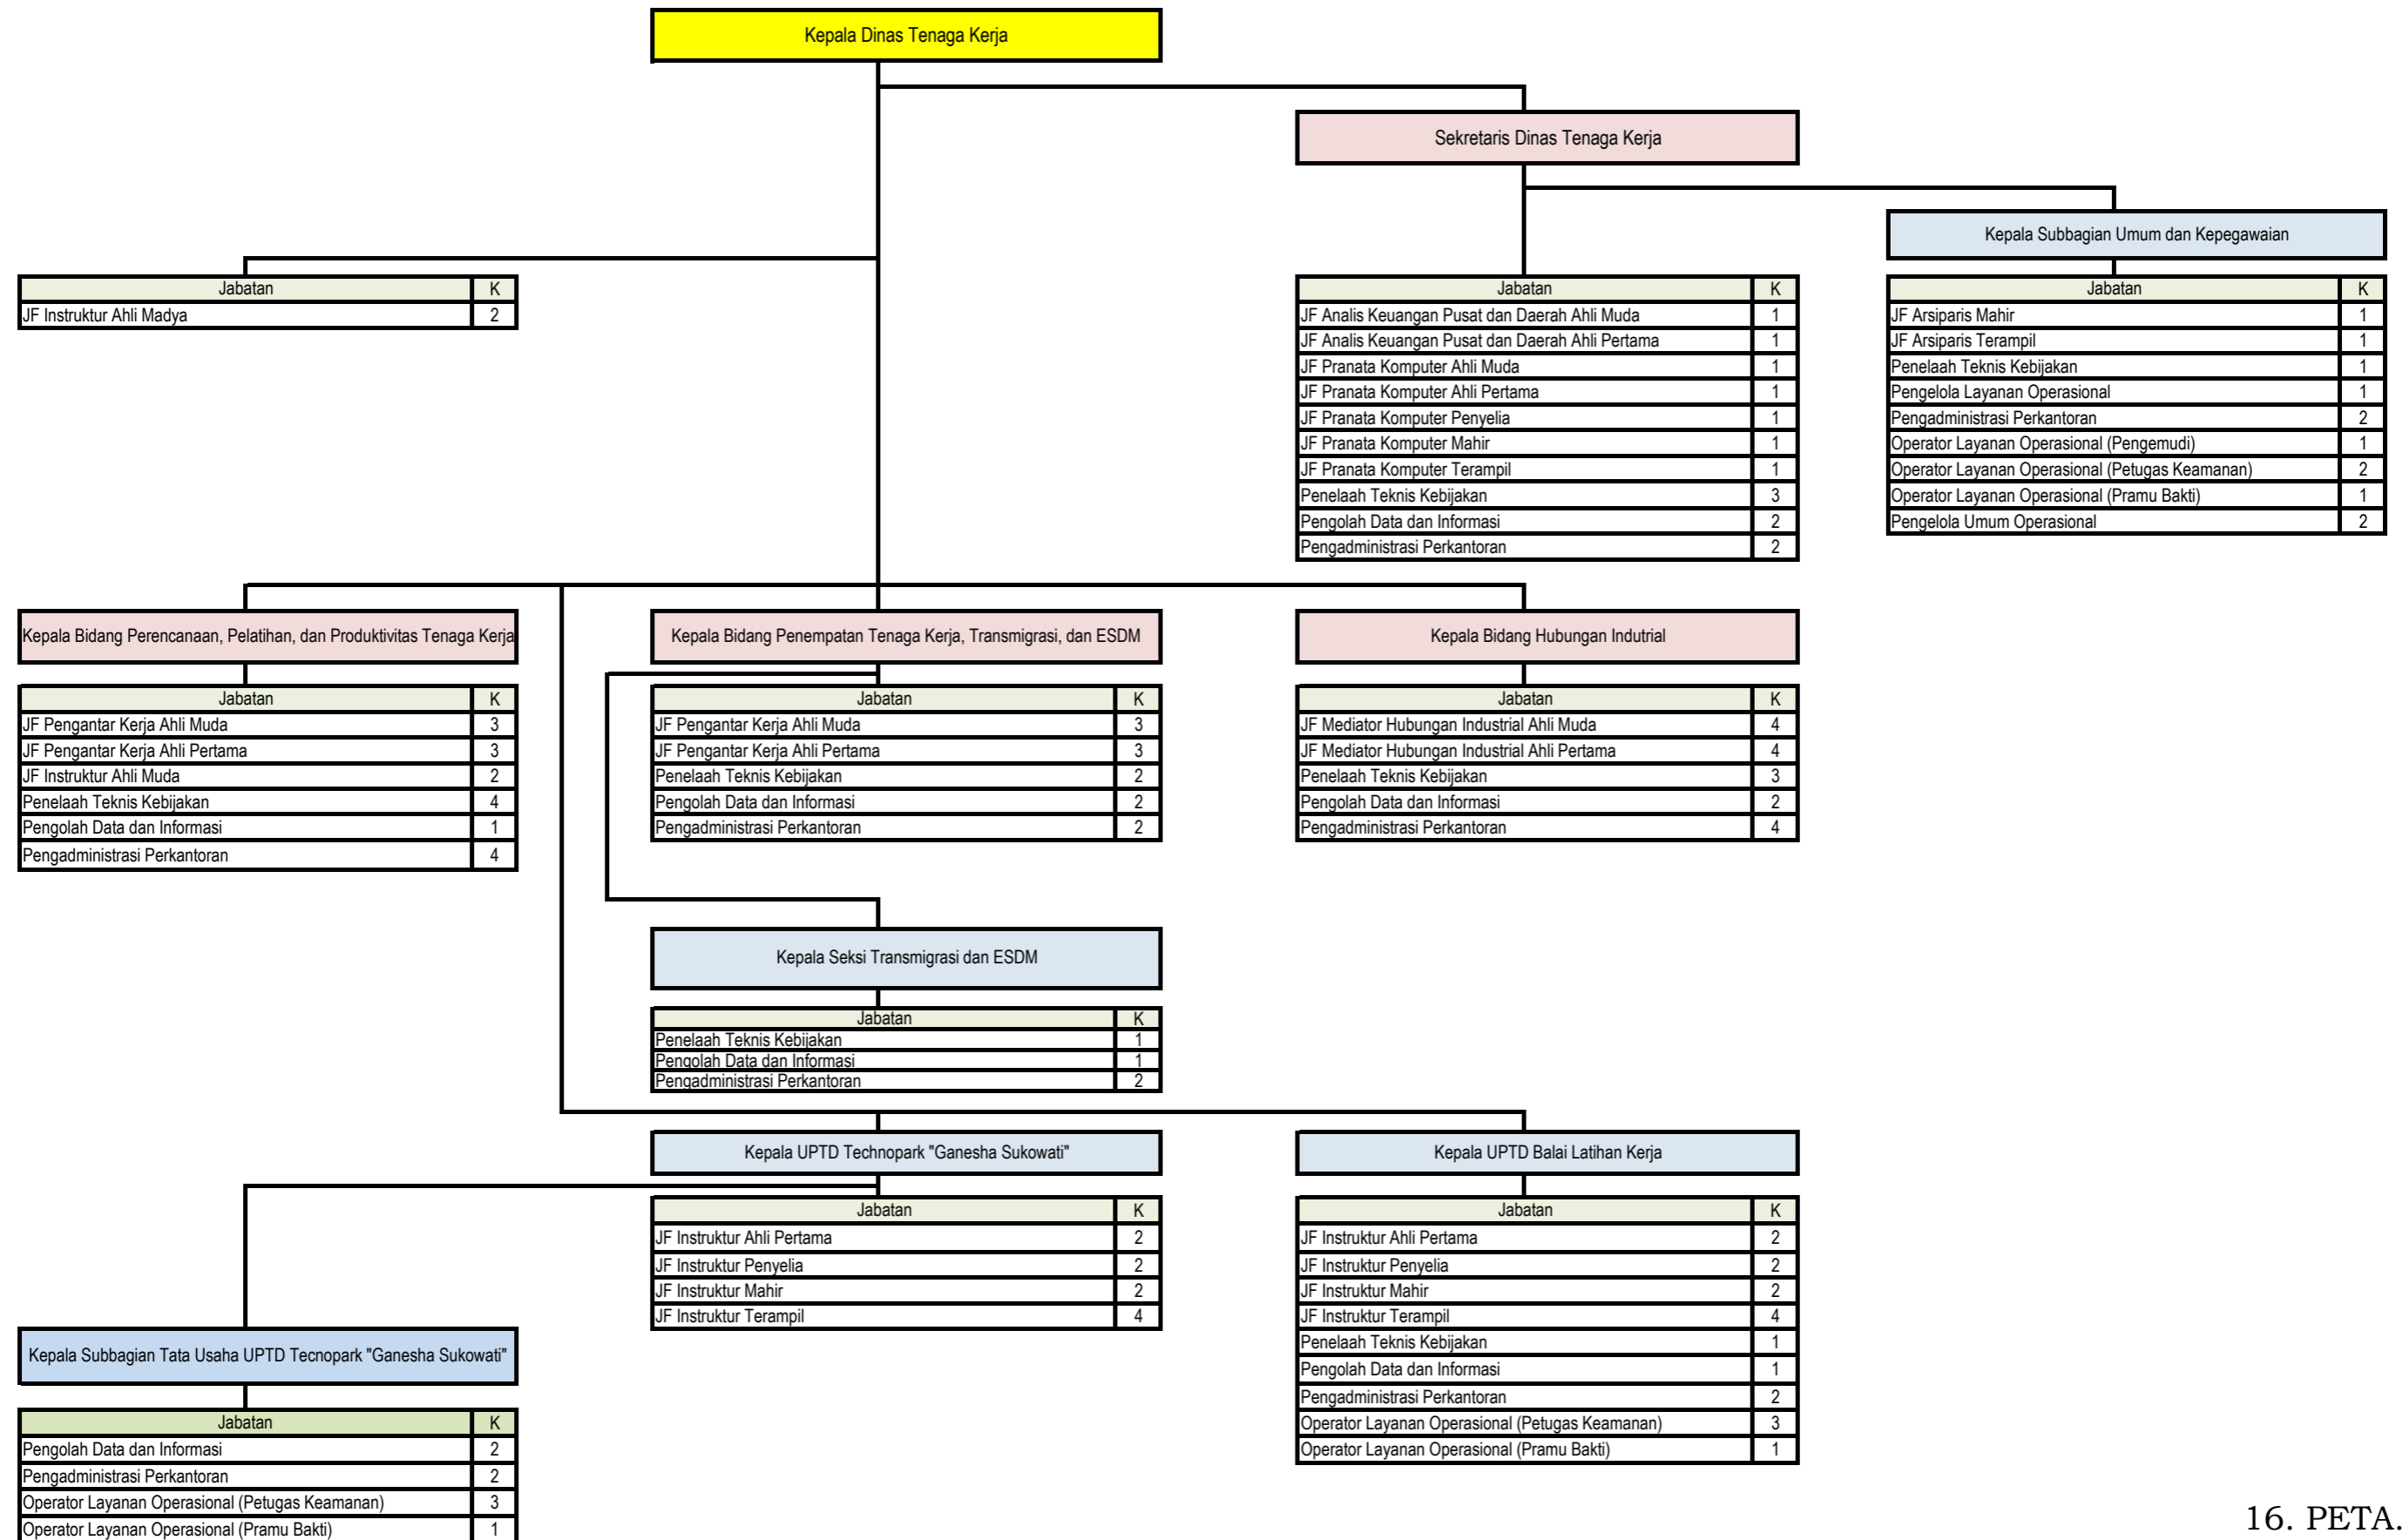 Kepala Dinas Tenaga Kerja
Sekretaris Dinas Tenaga Kerja
Kepala Subbagian Umum dan Kepegawaian
Jabatan K
JF Instruktur Ahli Madya 2
Jabatan K
JF Analis Keuangan Pusat dan Daerah Ahli Muda 1
JF Analis Keuangan Pusat dan Daerah Ahli Pertama 1
JF Pranata Komputer Ahli Muda 1
JF Pranata Komputer Ahli Pertama 1
JF Pranata Komputer Penyelia 1
JF Pranata Komputer Mahir 1
JF Pranata Komputer Terampil 1
Penelaah Teknis Kebijakan 3
Pengolah Data dan Informasi 2
Pengadministrasi Perkantoran 2
Jabatan K
JF Arsiparis Mahir 1
JF Arsiparis Terampil 1
Penelaah Teknis Kebijakan 1
Pengelola Layanan Operasional 1
Pengadministrasi Perkantoran 2
Operator Layanan Operasional (Pengemudi) 1
Operator Layanan Operasional (Petugas Keamanan) 2
Operator Layanan Operasional (Pramu Bakti) 1
Pengelola Umum Operasional 2
Kepala Bidang Perencanaan, Pelatihan, dan Produktivitas Tenaga Kerja
Jabatan K
JF Pengantar Kerja Ahli Muda 3
JF Pengantar Kerja Ahli Pertama 3
JF Instruktur Ahli Muda 2
Penelaah Teknis Kebijakan 4
Pengolah Data dan Informasi 1
Pengadministrasi Perkantoran 4
Kepala Bidang Penempatan Tenaga Kerja, Transmigrasi, dan ESDM
Jabatan K
JF Pengantar Kerja Ahli Muda 3
JF Pengantar Kerja Ahli Pertama 3
Penelaah Teknis Kebijakan 2
Pengolah Data dan Informasi 2
Pengadministrasi Perkantoran 2
Kepala Bidang Hubungan Indutrial
Jabatan K
JF Mediator Hubungan Industrial Ahli Muda 4
JF Mediator Hubungan Industrial Ahli Pertama 4
Penelaah Teknis Kebijakan 3
Pengolah Data dan Informasi 2
Pengadministrasi Perkantoran 4
Kepala Seksi Transmigrasi dan ESDM
Jabatan K
Penelaah Teknis Kebijakan 1
Pengolah Data dan Informasi 1
Pengadministrasi Perkantoran 2
Kepala UPTD Technopark "Ganesha Sukowati"
Jabatan K
JF Instruktur Ahli Pertama 2
JF Instruktur Penyelia 2
JF Instruktur Mahir 2
JF Instruktur Terampil 4
Kepala UPTD Balai Latihan Kerja
Jabatan K
JF Instruktur Ahli Pertama 2
JF Instruktur Penyelia 2
JF Instruktur Mahir 2
JF Instruktur Terampil 4
Penelaah Teknis Kebijakan 1
Pengolah Data dan Informasi 1
Pengadministrasi Perkantoran 2
Operator Layanan Operasional (Petugas Keamanan) 3
Operator Layanan Operasional (Pramu Bakti) 1
Kepala Subbagian Tata Usaha UPTD Tecnopark "Ganesha Sukowati"
Jabatan K
Pengolah Data dan Informasi 2
Pengadministrasi Perkantoran 2
Operator Layanan Operasional (Petugas Keamanan) 3
Operator Layanan Operasional (Pramu Bakti) 1
16. PETA.